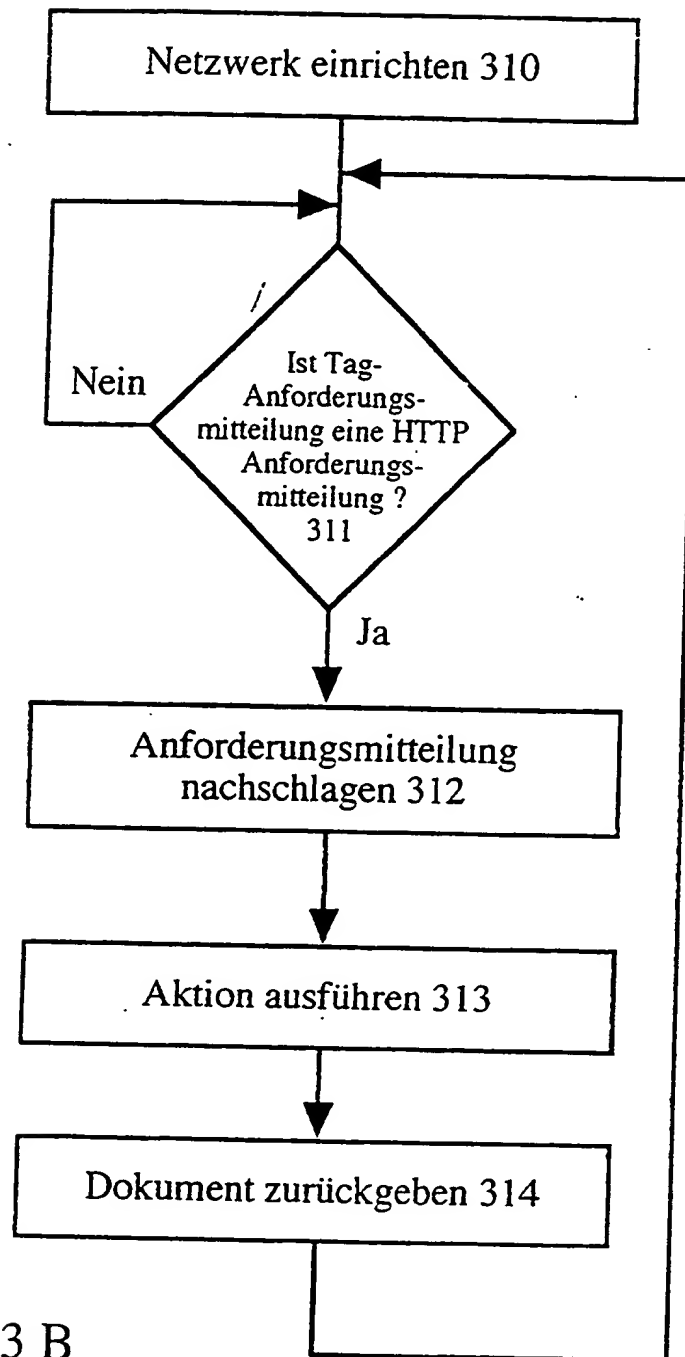 Netzwerk einrichten 310
Ist Tag-
Anforderungs-
mitteilung eine HTTP
Anforderungs-
mitteilung ?
311
Nein
Ja
Anforderungsmitteilung
nachschlagen 312
Aktion ausführen 313
Dokument zurückgeben 314
3 B